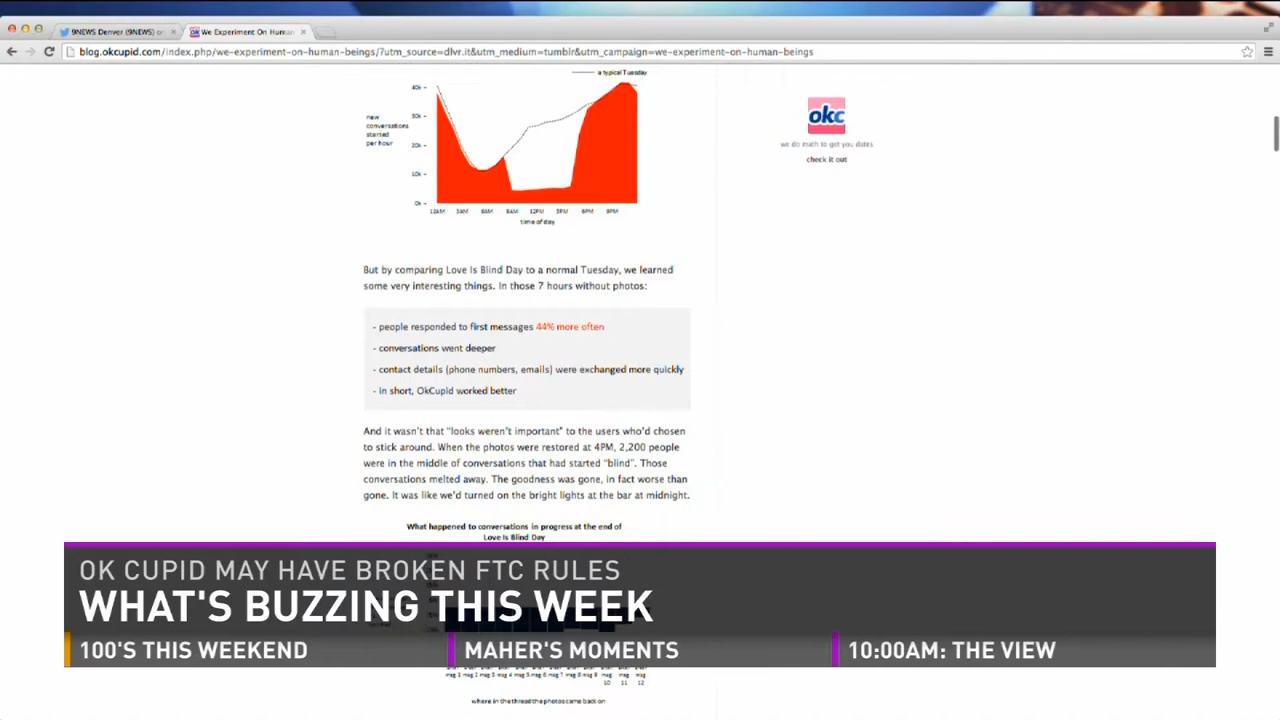 9NEWS Denver (9NEWS) on
We Experiment On Human
blog.okcupid.com/index.php/we-experiment-on-human-beings/?utm_source=dlvr.it&utm_medium=tumblr&utm_campaign=we-experiment-on-human-beings
a typical Tuesday
40k
30k
20k
10k
0k
new
conversations
started
per hour
12AM 3AM 6AM 9AM 12PM 3PM 6PM 9PM
time of day
okc
we do math to get you dates
check it out
But by comparing Love Is Blind Day to a normal Tuesday, we learned
some very interesting things. In those 7 hours without photos:
- people responded to first messages 44% more often
- conversations went deeper
- contact details (phone numbers, emails) were exchanged more quickly
- in short, OkCupid worked better
And it wasn't that "looks weren't important" to the users who'd chosen
to stick around. When the photos were restored at 4PM, 2,200 people
were in the middle of conversations that had started "blind". Those
conversations melted away. The goodness was gone, in fact worse than
gone. It was like we'd turned on the bright lights at the bar at midnight.
What happened to conversations in progress at the end of
Love Is Blind Day
OK CUPID MAY HAVE BROKEN FTC RULES
WHAT'S BUZZING THIS WEEK
100'S THIS WEEKEND
MAHER'S MOMENTS
10:00AM: THE VIEW
where in the thread the photos came back on